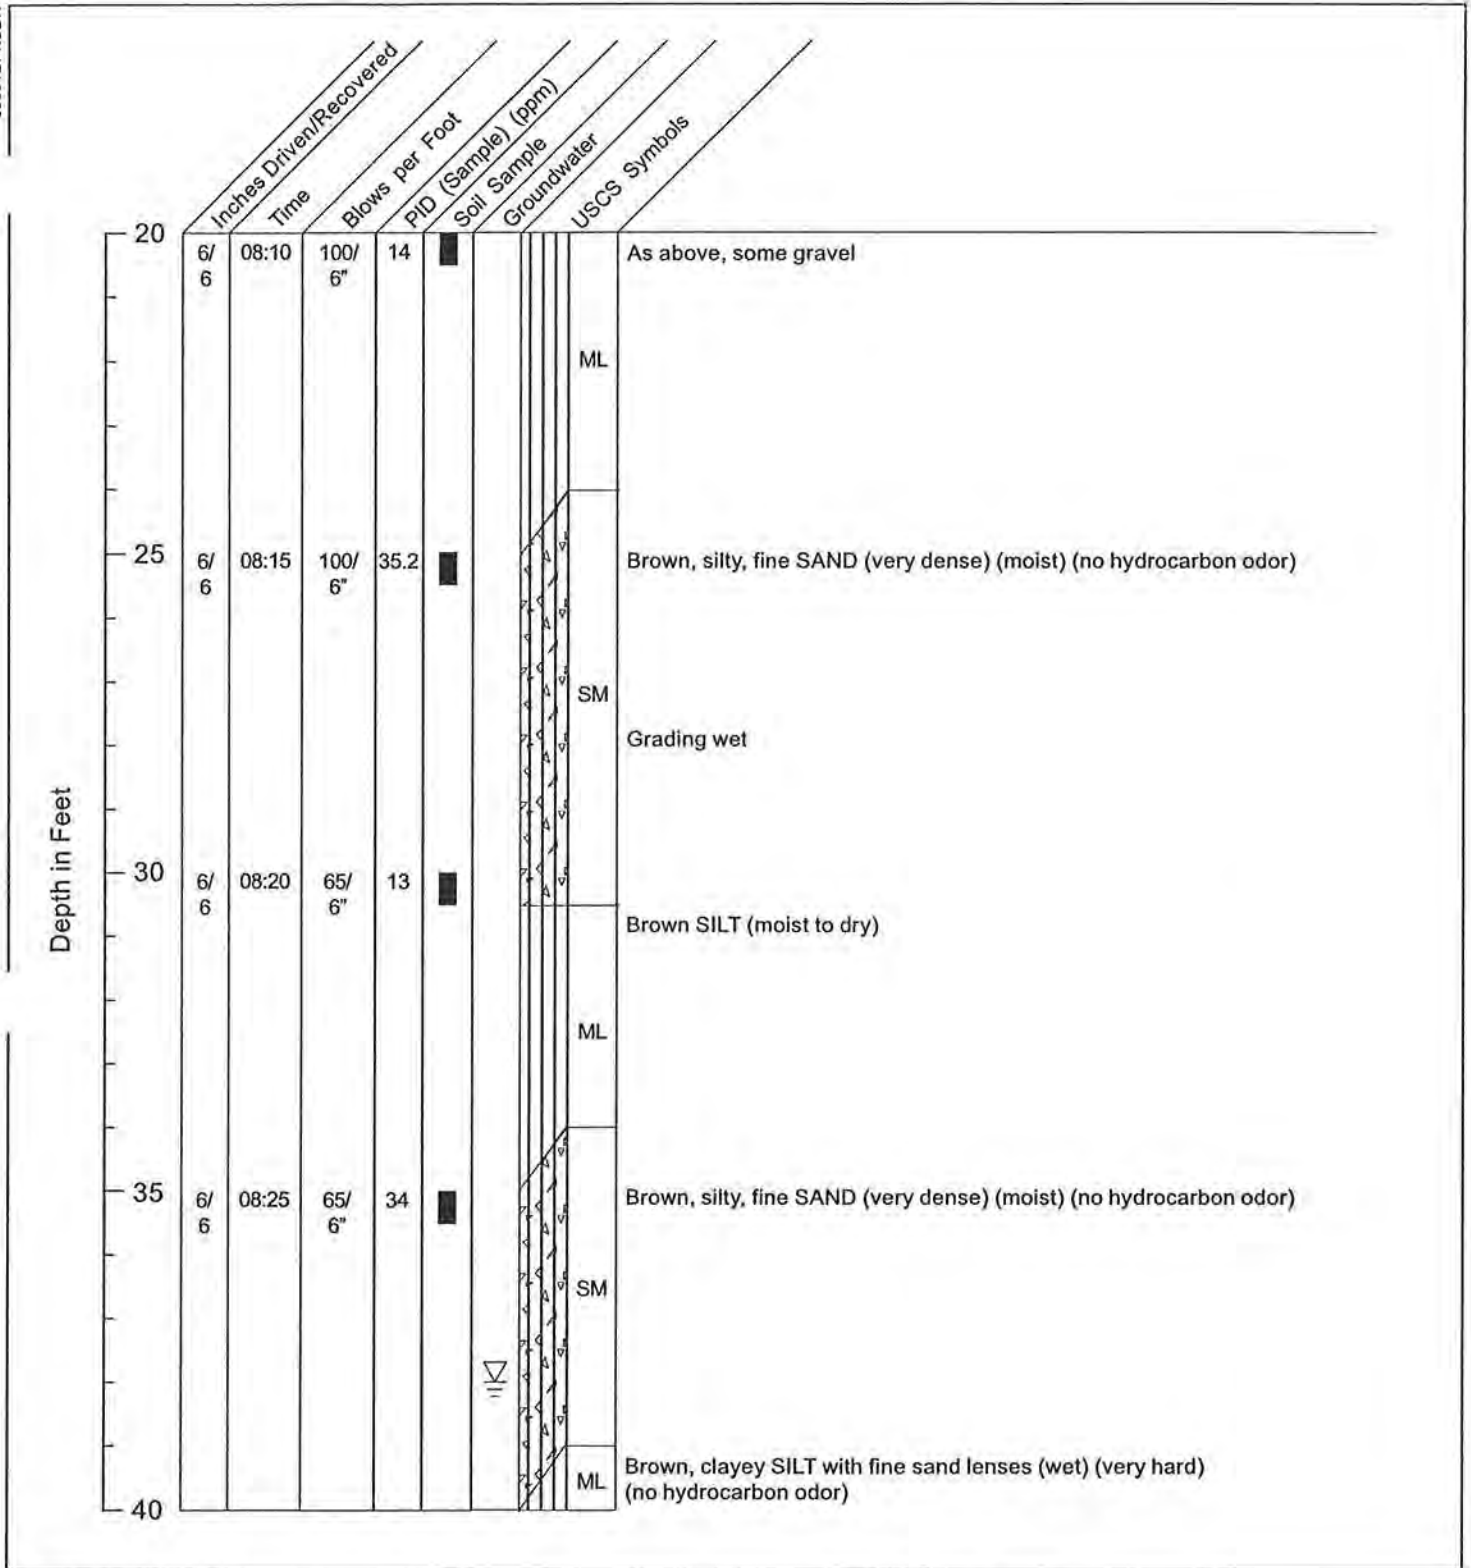 Inches Driven/Recovered
Time
Blows per Foot
PID (Sample) (ppm)
Soil Sample
Groundwater
USCS Symbols
Depth in Feet
20
6/
6
08:10
100/
6"
14
As above, some gravel
ML
25
6/
6
08:15
100/
6"
35.2
Brown, silty, fine SAND (very dense) (moist) (no hydrocarbon odor)
SM
Grading wet
30
6/
6
08:20
65/
6"
13
Brown SILT (moist to dry)
ML
35
6/
6
08:25
65/
6"
34
Brown, silty, fine SAND (very dense) (moist) (no hydrocarbon odor)
SM
ML
Brown, clayey SILT with fine sand lenses (wet) (very hard)
(no hydrocarbon odor)
40